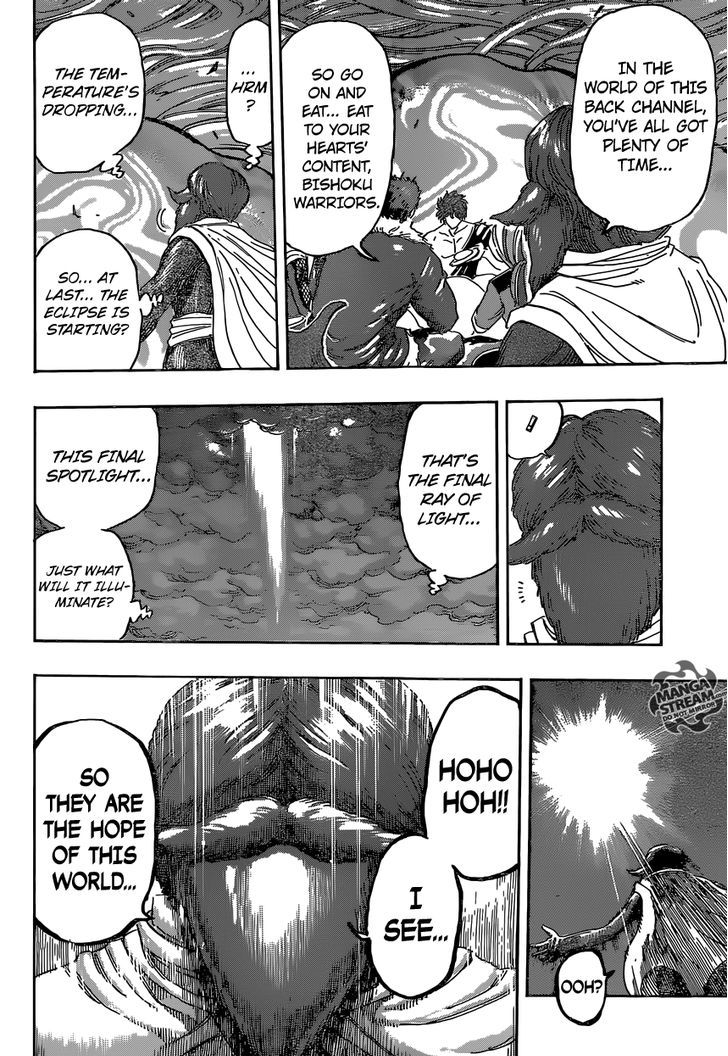 IN THE
WORLD OF THIS
BACK CHANNEL,
YOU'VE ALL GOT
PLENTY OF
TIME...
SO GO
ON AND
EAT... EAT
TO YOUR
HEARTS'
CONTENT,
BISHOKU
WARRIORS.
...
HRM
?
THE TEM-
PERATURE'S
DROPPING...
SO... AT
LAST... THE
ECLIPSE IS
STARTING?
!
THAT'S
THE FINAL
RAY OF
LIGHT...
THIS FINAL
SPOTLIGHT...
JUST WHAT
WILL IT ILLU-
MINATE?
MANGA
STREAM
DO NOT MIRROR
OOH?
HOHO
HOH!!
I
SEE...
SO
THEY ARE
THE HOPE
OF THIS
WORLD...